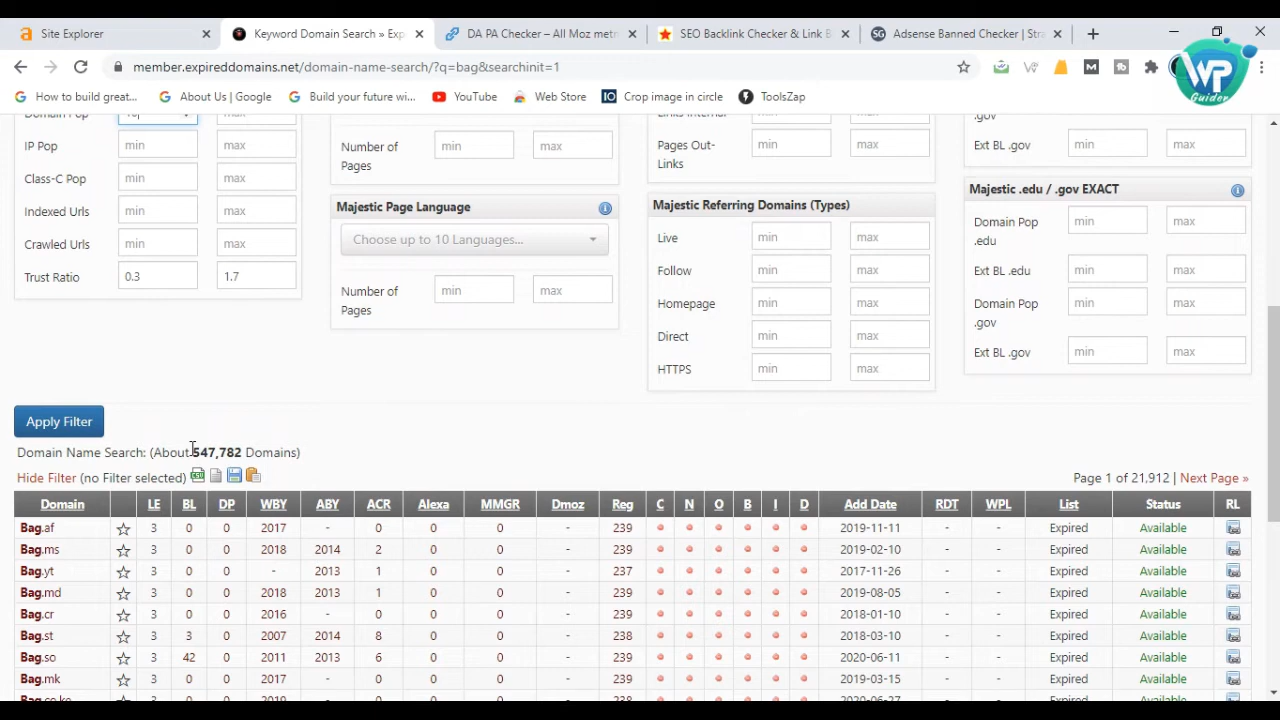 Site Explorer
Keyword Domain Search » Exp
DA PA Checker – All Moz metr
SEO Backlink Checker & Link B
SG
Adsense Banned Checker | Stra
member.expireddomains.net/domain-name-search/?q=bag&searchinit=1
WP
Guider
How to build great...
About Us | Google
Build your future wi...
YouTube
Web Store
IO
Crop image in circle
ToolsZap
Domain Pop
max
Links Internal
min
max
.gov
IP Pop
min
max
Number of Pages
min
max
Pages Out-Links
min
max
Ext BL .gov
min
max
Class-C Pop
min
max
Indexed Urls
min
max
Crawled Urls
min
max
Trust Ratio
0.3
1.7
Majestic Page Language
Choose up to 10 Languages...
Number of Pages
min
max
Majestic Referring Domains (Types)
Live
min
max
Follow
min
max
Homepage
min
max
Direct
min
max
HTTPS
min
max
Majestic .edu / .gov EXACT
Domain Pop .edu
min
max
Ext BL .edu
min
max
Domain Pop .gov
min
max
Ext BL .gov
min
max
Apply Filter
Domain Name Search: (About 547,782 Domains)
Hide Filter (no Filter selected)
Page 1 of 21,912 | Next Page »
Domain LE BL DP WBY ABY ACR Alexa MMGR Dmoz Reg C N O B I D Add Date RDT WPL List Status RL
Bag.af 3 0 0 2017 - 0 0 0 - 239 2019-11-11 - - Expired Available
Bag.ms 3 0 0 2018 2014 2 0 0 - 239 2019-02-10 - - Expired Available
Bag.yt 3 0 0 - 2013 1 0 0 - 237 2017-11-26 - - Expired Available
Bag.md 3 0 0 2018 2013 1 0 0 - 239 2019-08-05 - - Expired Available
Bag.cr 3 0 0 2016 - 0 0 0 - 239 2018-01-10 - - Expired Available
Bag.st 3 3 0 2007 2014 8 0 0 - 238 2018-03-10 - - Expired Available
Bag.so 3 42 0 2011 2013 6 0 0 - 239 2020-06-11 - - Expired Available
Bag.mk 3 0 0 2017 - 0 0 0 - 239 2019-03-15 - - Expired Available